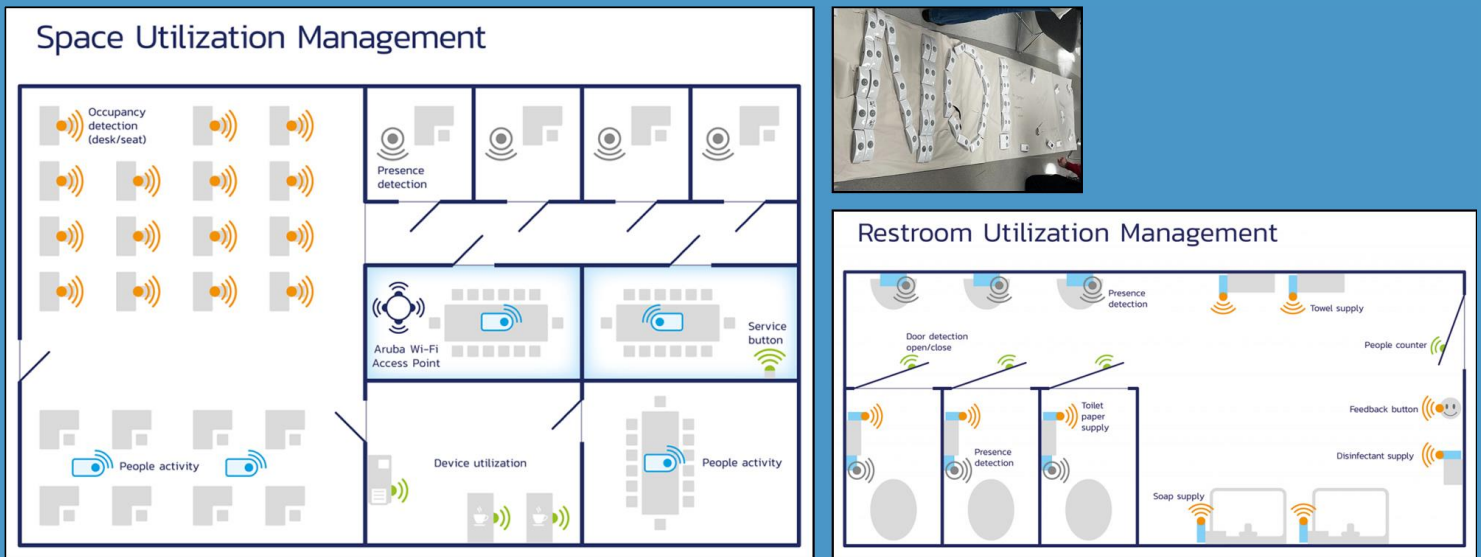 Space Utilization Management
Occupancy
detection
(desk/seat)
Presence
detection
Aruba Wi-Fi
Access Point
Service
button
People activity
Device utilization
People activity
Restroom Utilization Management
Presence
detection
Towel supply
Door detection
open/close
People counter
Toilet
paper
supply
Feedback button
Presence
detection
Disinfectant supply
Soap supply